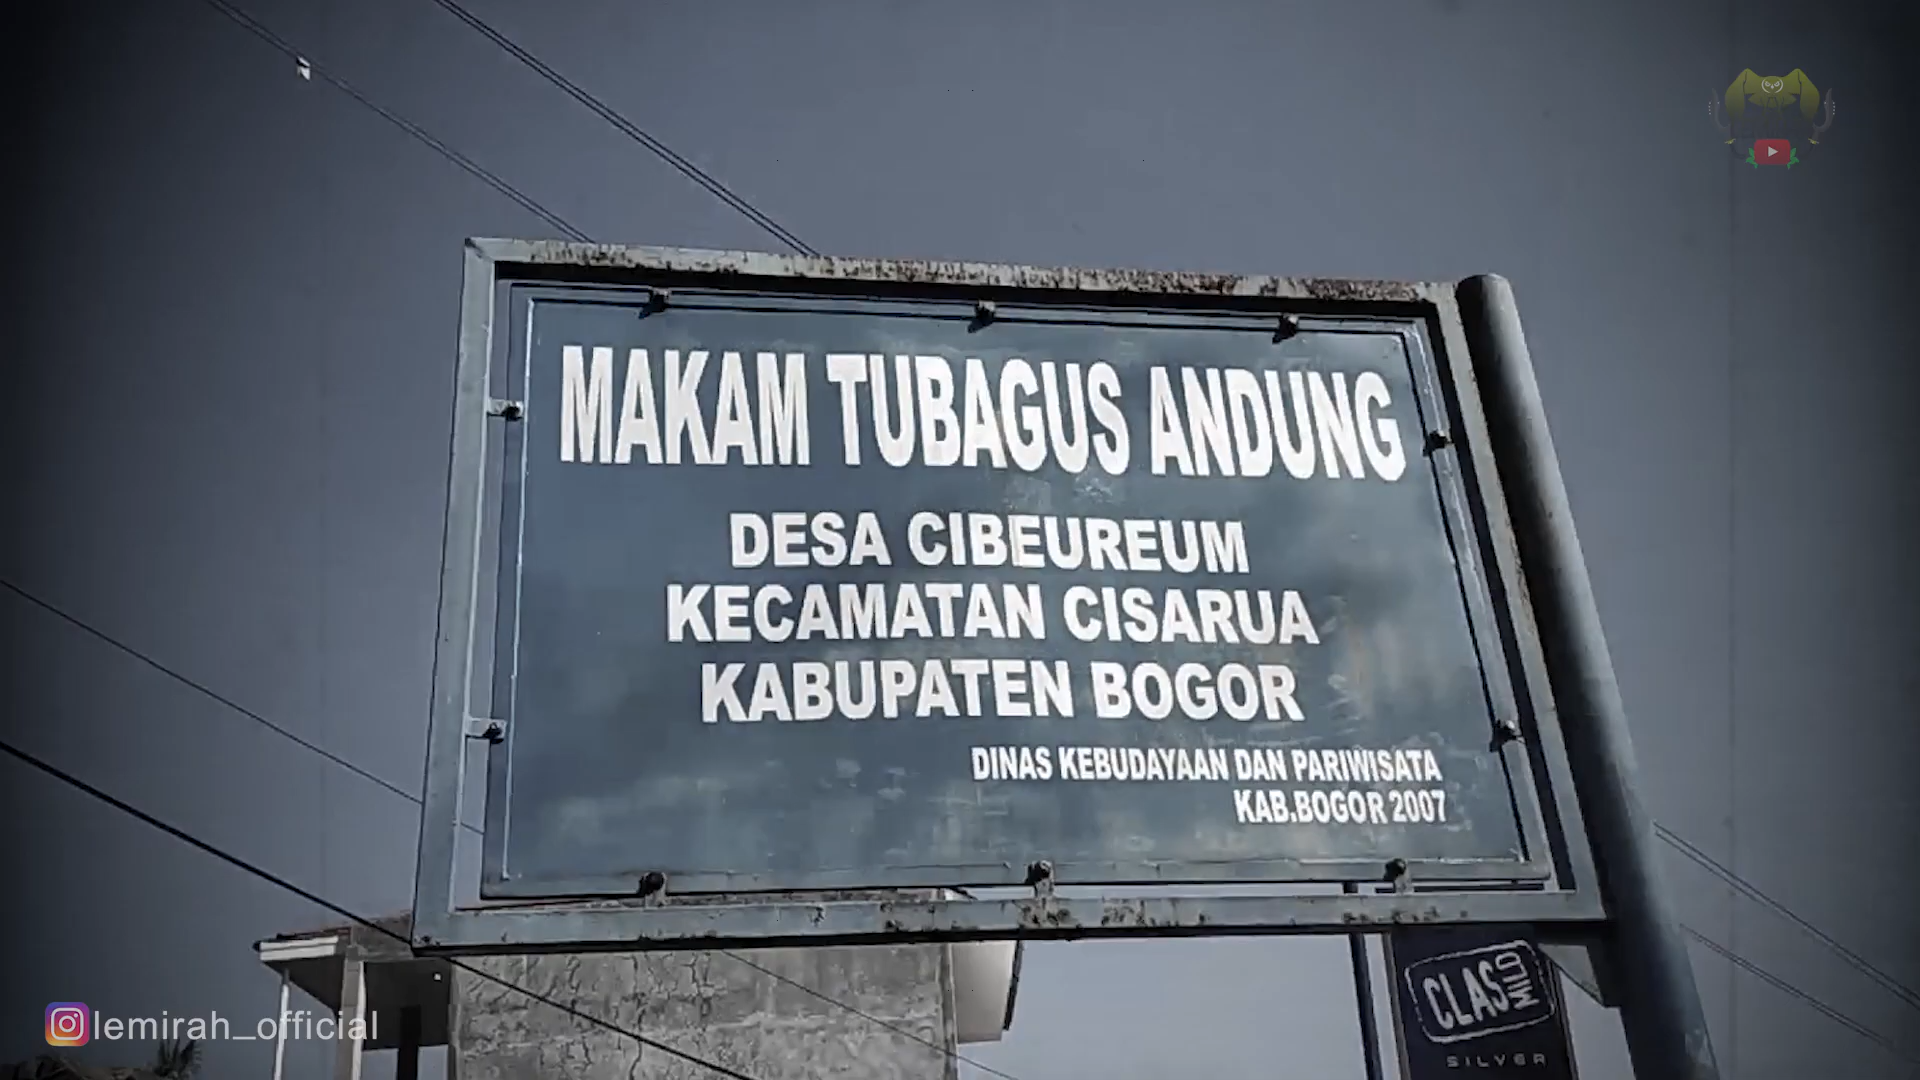 MAKAM TUBAGUS ANDUNG
DESA CIBEUREUM
KECAMATAN CISARUA
KABUPATEN BOGOR
DINAS KEBUDAYAAN DAN PARIWISATA
KAB.BOGOR 2007
CLAS MILD
SILVER
lemirah_official